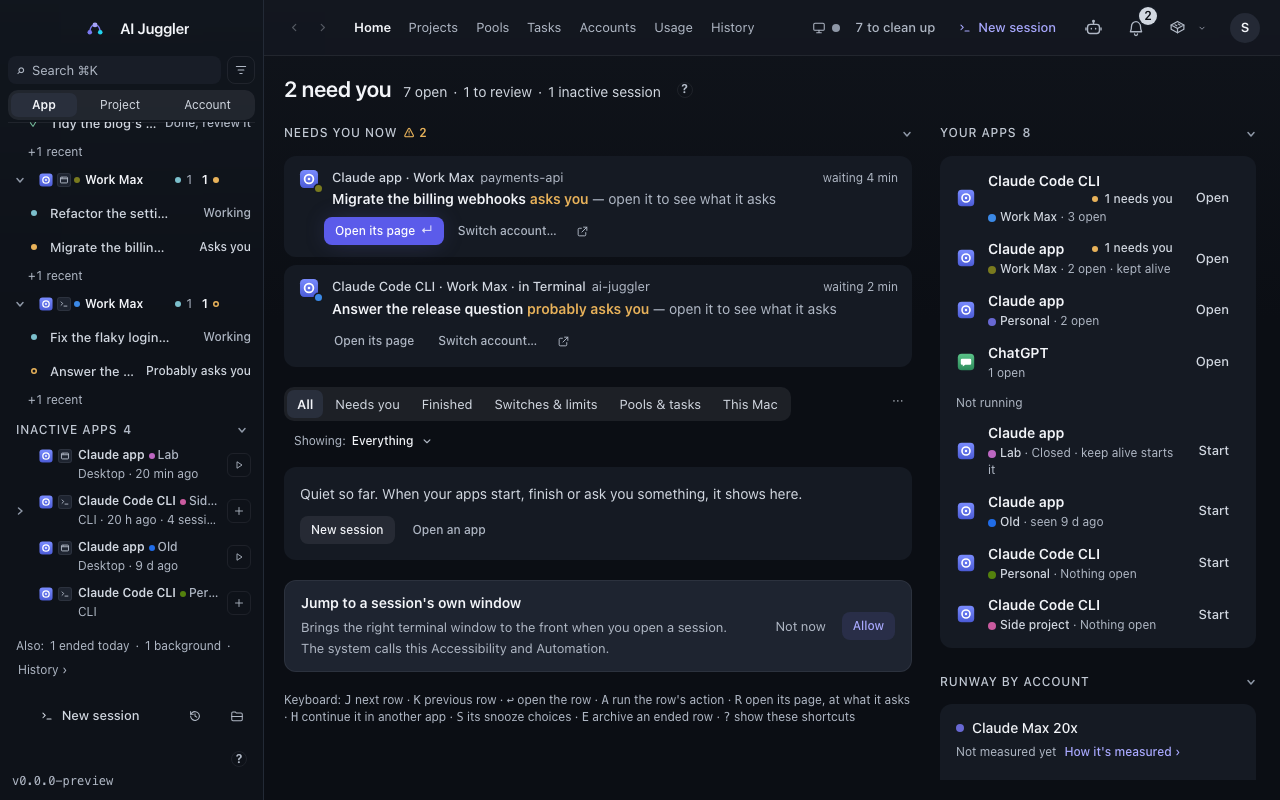 AI Juggler
Search ⌘K
App Project Account
Tidy the blog's ... Done, review it
+1 recent
Work Max 1 1
Refactor the setti... Working
Migrate the billin... Asks you
+1 recent
Work Max 1 1
Fix the flaky login... Working
Answer the ... Probably asks you
+1 recent
INACTIVE APPS 4
Claude app Lab
Desktop · 20 min ago
Claude Code CLI Sid...
CLI · 20 h ago · 4 sessi...
Claude app Old
Desktop · 9 d ago
Claude Code CLI Per...
CLI
Also: 1 ended today · 1 background ·
History ›
New session
?
v0.0.0-preview
Home Projects Pools Tasks Accounts Usage History
7 to clean up
New session
2
S
2 need you 7 open · 1 to review · 1 inactive session ?
NEEDS YOU NOW 2
Claude app · Work Max payments-api waiting 4 min
Migrate the billing webhooks asks you — open it to see what it asks
Open its page ↵ Switch account...
Claude Code CLI · Work Max · in Terminal ai-juggler waiting 2 min
Answer the release question probably asks you — open it to see what it asks
Open its page Switch account...
All Needs you Finished Switches & limits Pools & tasks This Mac ...
Showing: Everything
Quiet so far. When your apps start, finish or ask you something, it shows here.
New session Open an app
Jump to a session's own window
Brings the right terminal window to the front when you open a session.
The system calls this Accessibility and Automation.
Not now Allow
Keyboard: J next row · K previous row · ↩ open the row · A run the row's action · R open its page, at what it asks
· H continue it in another app · S its snooze choices · E archive an ended row · ? show these shortcuts
YOUR APPS 8
Claude Code CLI
1 needs you
Work Max · 3 open
Open
Claude app 1 needs you
Work Max · 2 open · kept alive
Open
Claude app
Personal · 2 open
Open
ChatGPT
1 open
Open
Not running
Claude app
Lab · Closed · keep alive starts
it
Start
Claude app
Old · seen 9 d ago
Start
Claude Code CLI
Personal · Nothing open
Start
Claude Code CLI
Side project · Nothing open
Start
RUNWAY BY ACCOUNT
Claude Max 20x
Not measured yet How it's measured ›